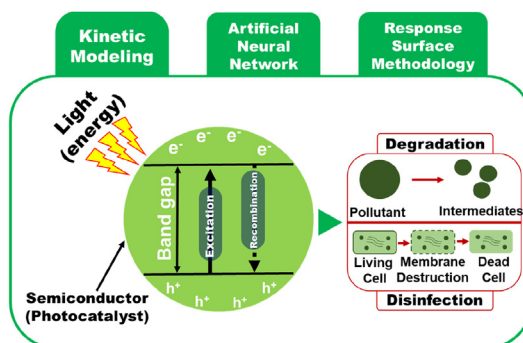 Kinetic
Modeling
Artificial
Neural
Network
Response
Surface
Methodology
Light
(energy)
e⁻ e⁻ e⁻ e⁻ e⁻
Band gap
Excitation
Recombination
h⁺ h⁺ h⁺ h⁺ h⁺
Semiconductor
(Photocatalyst)
Degradation
Pollutant Intermediates
Living
Cell
Membrane
Destruction
Dead
Cell
Disinfection